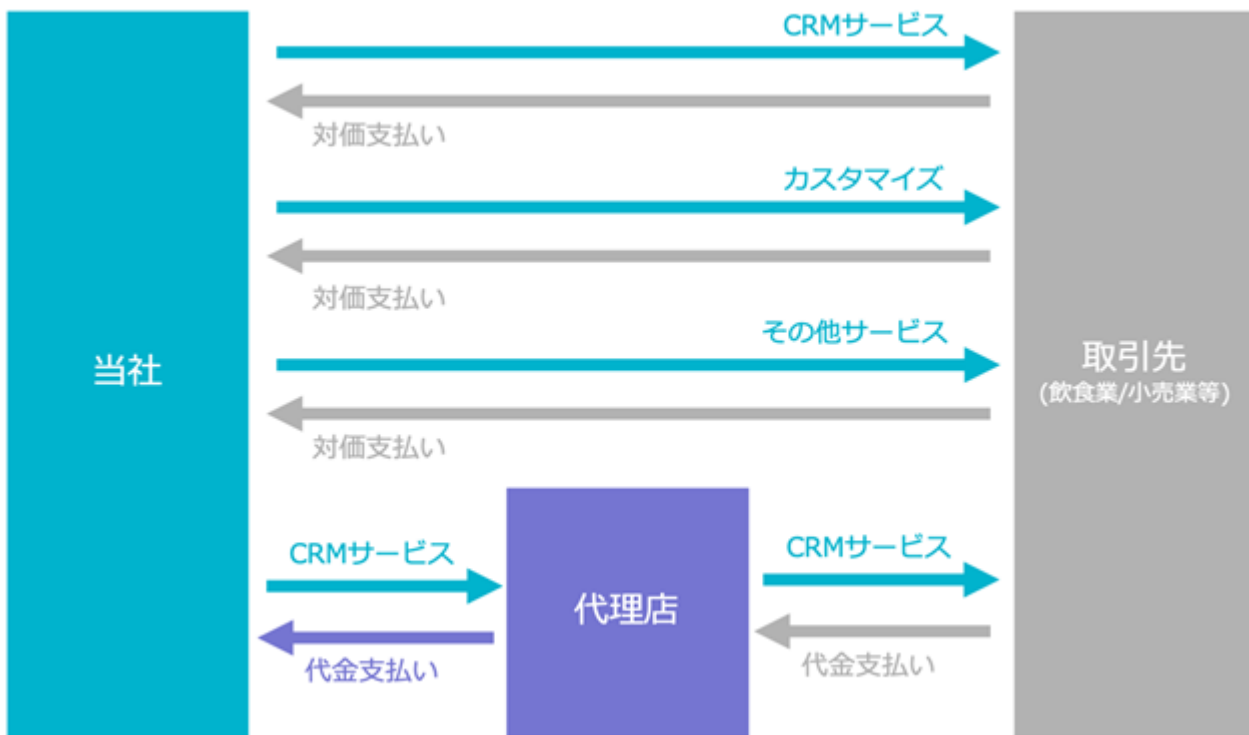 CRMサービス
対価支払い
カスタマイズ
対価支払い
その他サービス
対価支払い
当社
取引先
(飲食業/小売業等)
CRMサービス
代金支払い
代理店
CRMサービス
代金支払い